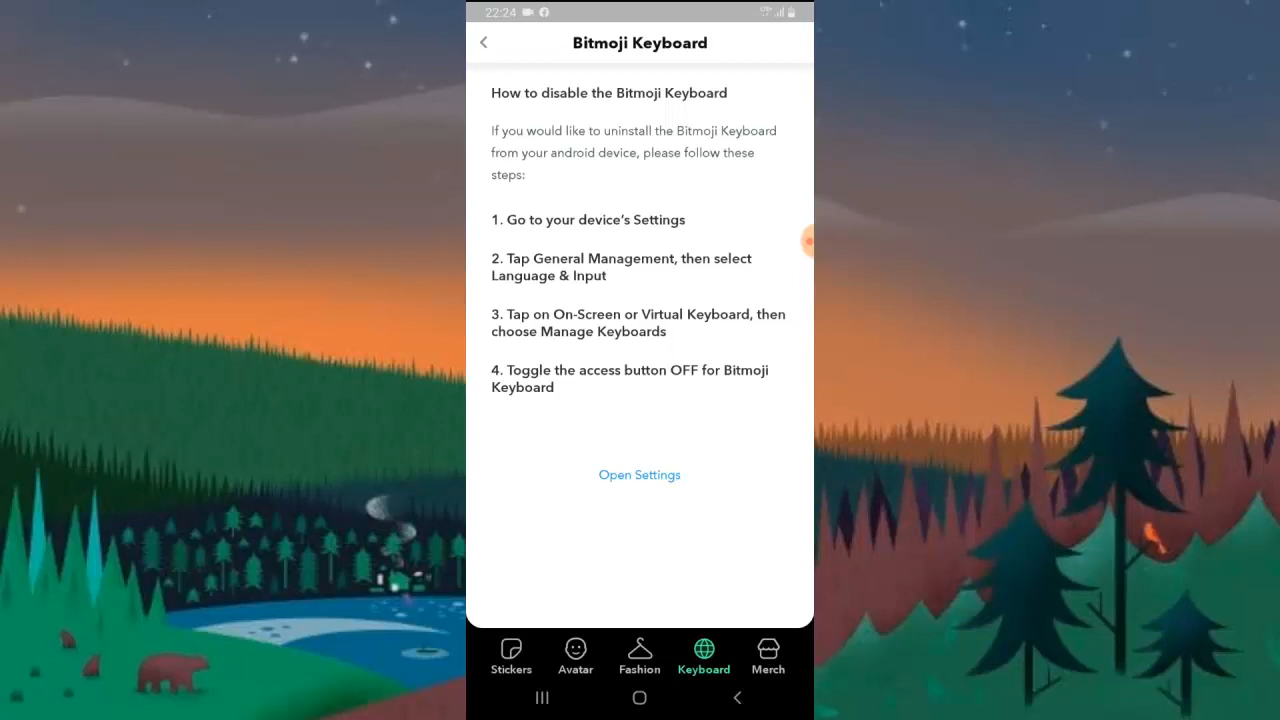 22:24
Bitmoji Keyboard
How to disable the Bitmoji Keyboard
If you would like to uninstall the Bitmoji Keyboard
from your android device, please follow these
steps:
1. Go to your device’s Settings
2. Tap General Management, then select
Language & Input
3. Tap on On-Screen or Virtual Keyboard, then
choose Manage Keyboards
4. Toggle the access button OFF for Bitmoji
Keyboard
Open Settings
Stickers Avatar Fashion Keyboard Merch